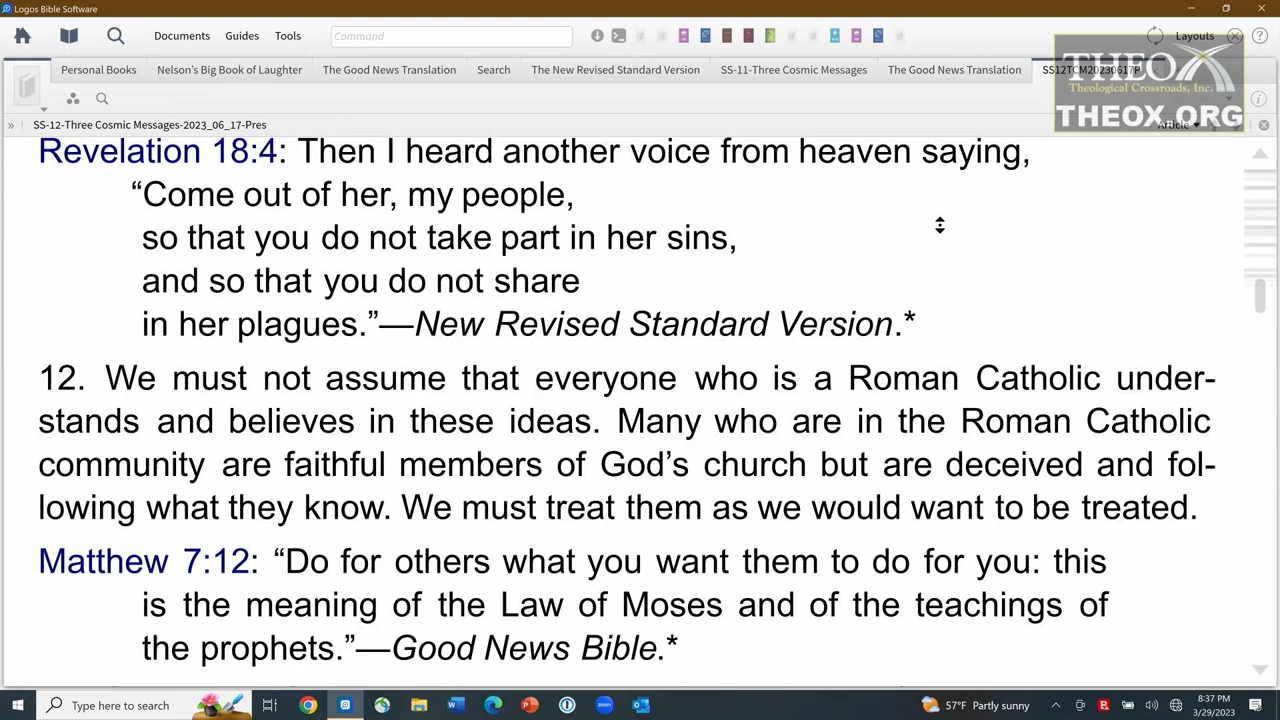 Logos Bible Software
Documents Guides Tools Command Layouts
Personal Books Nelson's Big Book of Laughter Search The New Revised Standard Version SS-11-Three Cosmic Messages The Good News Translation SS12TCM20230617P
THEOX
Theological Crossroads, Inc.
THEOX.ORG
SS-12-Three Cosmic Messages-2023_06_17-Pres Article
Revelation 18:4: Then I heard another voice from heaven saying,
“Come out of her, my people,
so that you do not take part in her sins,
and so that you do not share
in her plagues.”—New Revised Standard Version.*
12. We must not assume that everyone who is a Roman Catholic under-
stands and believes in these ideas. Many who are in the Roman Catholic
community are faithful members of God’s church but are deceived and fol-
lowing what they know. We must treat them as we would want to be treated.
Matthew 7:12: “Do for others what you want them to do for you: this
is the meaning of the Law of Moses and of the teachings of
the prophets.”—Good News Bible.*
Type here to search 57°F Partly sunny 8:37 PM
3/29/2023